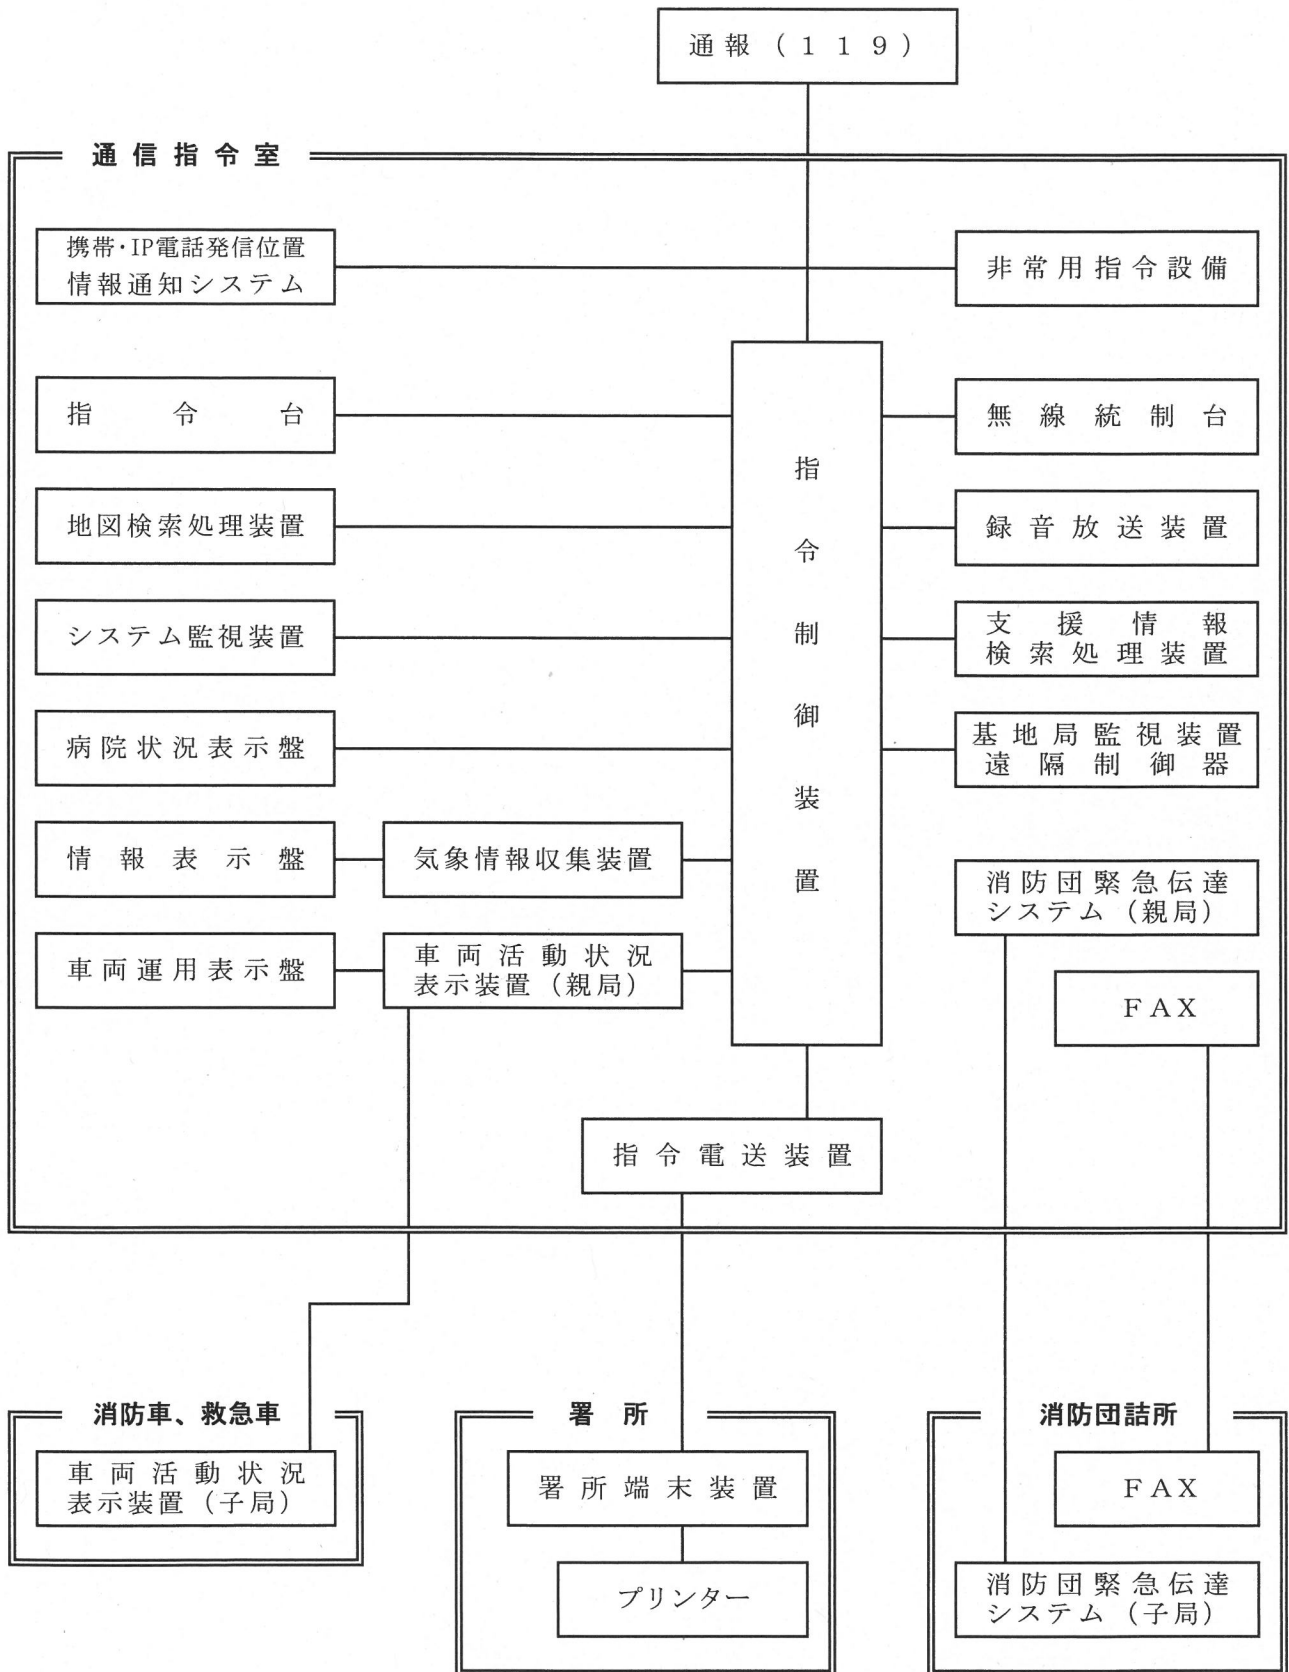 通報（１１９）
通信指令室
携帯・IP電話発信位置
情報通知システム
非常用指令設備
指令台
無線統制台
地図検索処理装置
録音放送装置
システム監視装置
支援情報
検索処理装置
病院状況表示盤
基地局監視装置
遠隔制御器
指令制御装置
情報表示盤
気象情報収集装置
消防団緊急伝達
システム（親局）
車両運用表示盤
車両活動状況
表示装置（親局）
ＦＡＸ
指令電送装置
消防車、救急車
車両活動状況
表示装置（子局）
署所
署所端末装置
プリンター
消防団詰所
ＦＡＸ
消防団緊急伝達
システム（子局）